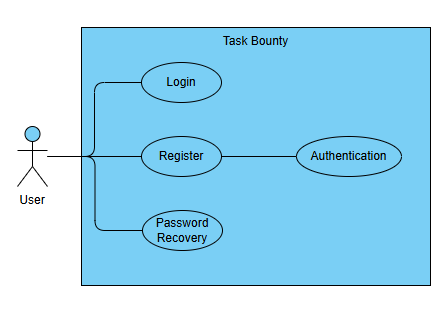 Task Bounty
Login
Register
Authentication
User
Password
Recovery